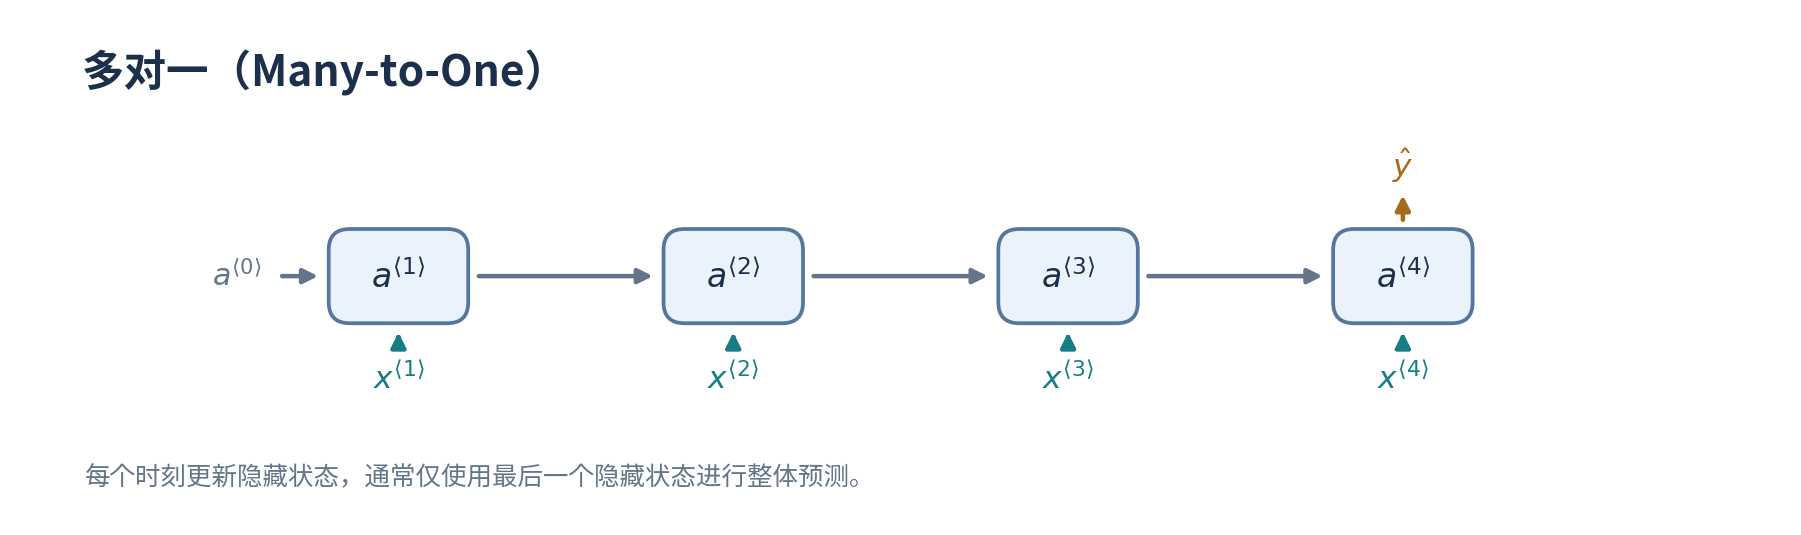 多对一（Many-to-One）
ŷ
a⟨0⟩ a⟨1⟩ a⟨2⟩ a⟨3⟩ a⟨4⟩
x⟨1⟩ x⟨2⟩ x⟨3⟩ x⟨4⟩
每个时刻更新隐藏状态，通常仅使用最后一个隐藏状态进行整体预测。